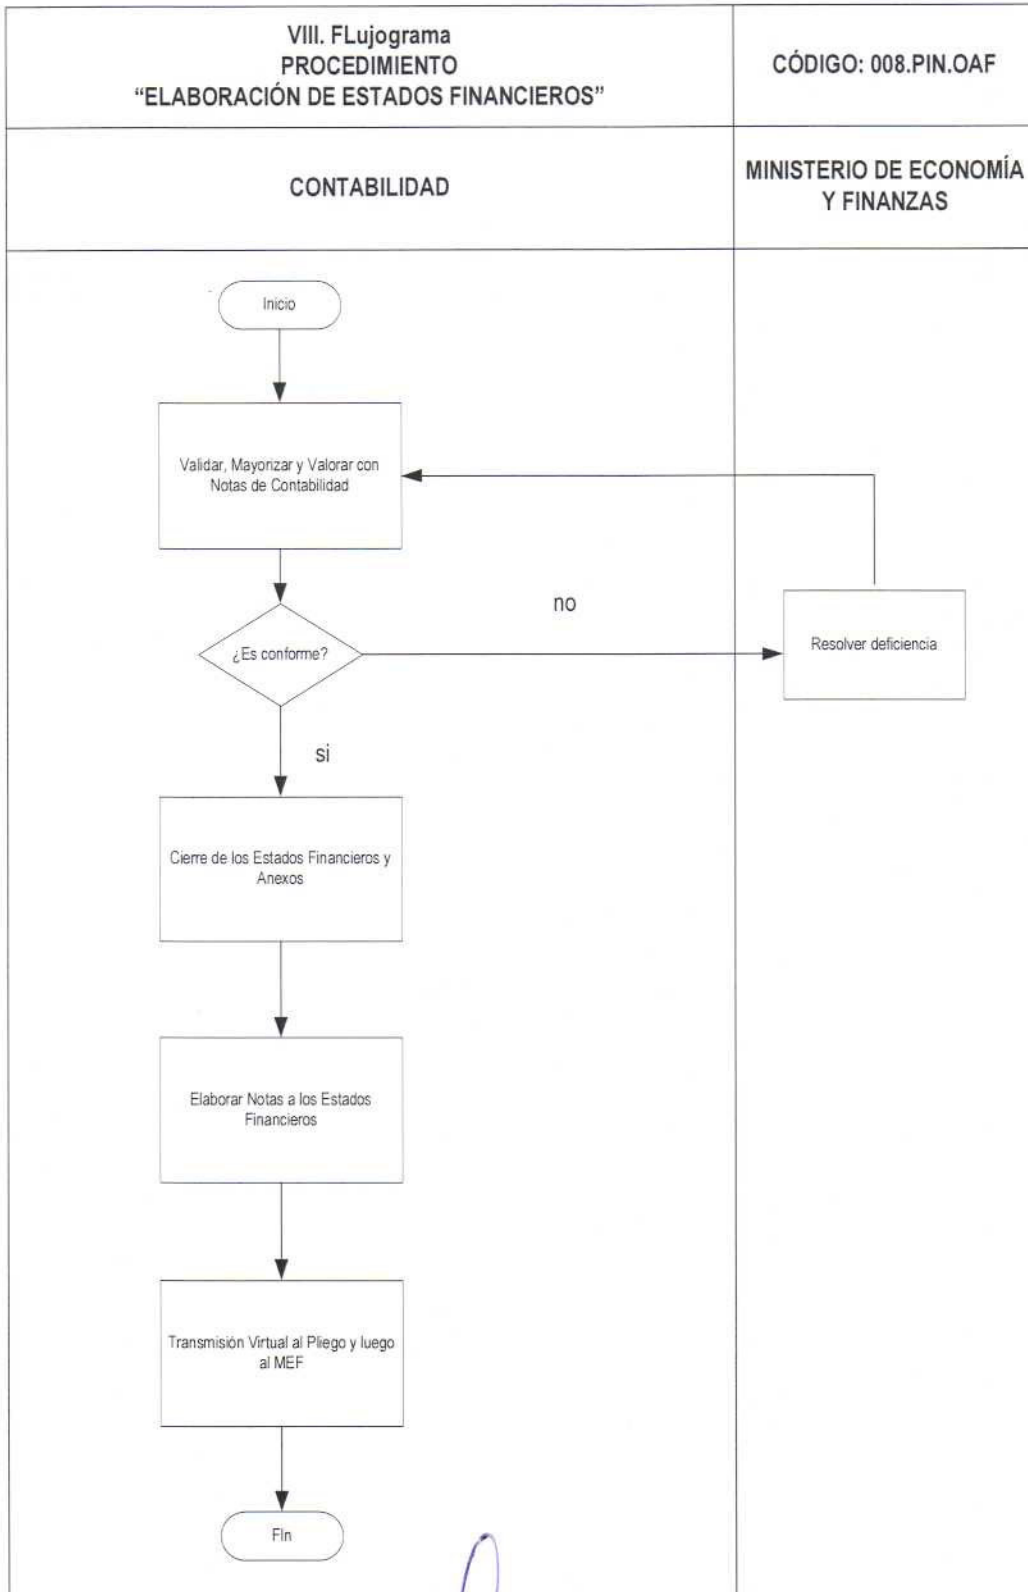 VIII. FLujograma
PROCEDIMIENTO
“ELABORACIÓN DE ESTADOS FINANCIEROS”
CÓDIGO: 008.PIN.OAF
CONTABILIDAD
MINISTERIO DE ECONOMÍA
Y FINANZAS
Inicio
Validar, Mayorizar y Valorar con
Notas de Contabilidad
¿Es conforme?
no
Resolver deficiencia
si
Cierre de los Estados Financieros y
Anexos
Elaborar Notas a los Estados
Financieros
Transmisión Virtual al Pliego y luego
al MEF
FIn